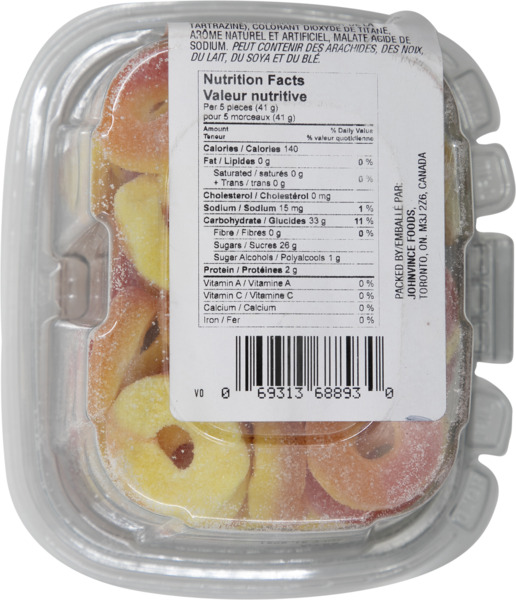 TARTRAZINE), COLORANT DIOXYDE DE TITANE,
ARÔME NATUREL ET ARTIFICIEL, MALATE ACIDE DE
SODIUM. PEUT CONTENIR DES ARACHIDES, DES NOIX,
DU LAIT, DU SOYA ET DU BLÉ.
Nutrition Facts
Valeur nutritive
Per 5 pieces (41 g)
pour 5 morceaux (41 g)
Amount % Daily Value
Teneur % valeur quotidienne
Calories / Calories 140
Fat / Lipides 0 g 0 %
Saturated / saturés 0 g
+ Trans / trans 0 g 0 %
Cholesterol / Cholestérol 0 mg
Sodium / Sodium 15 mg 1 %
Carbohydrate / Glucides 33 g 11 %
Fibre / Fibres 0 g 0 %
Sugars / Sucres 26 g
Sugar Alcohols / Polyalcools 1 g
Protein / Protéines 2 g
Vitamin A / Vitamine A 0 %
Vitamin C / Vitamine C 0 %
Calcium / Calcium 0 %
Iron / Fer 0 %
PACKED BY/EMBALLÉ PAR:
JOHNVINCE FOODS,
TORONTO, ON. M3J 2Z6, CANADA
V0 0 69313 68893 0